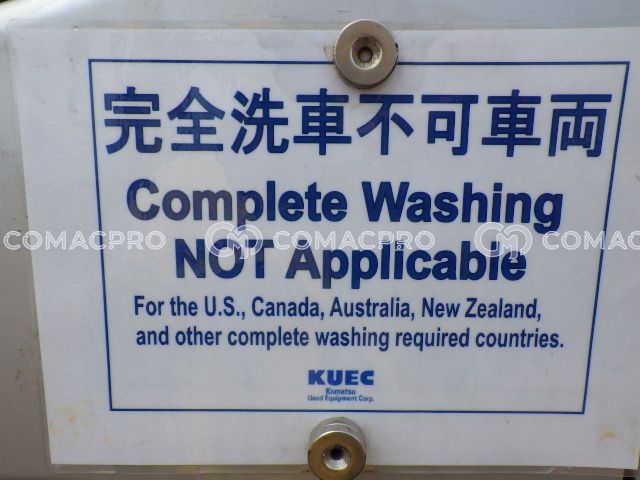 完全洗車不可車両
Complete Washing
NOT Applicable
COMACPRO COMACPRO COMACPRO
For the U.S., Canada, Australia, New Zealand,
and other complete washing required countries.
KUEC
Komatsu
Used Equipment Corp.